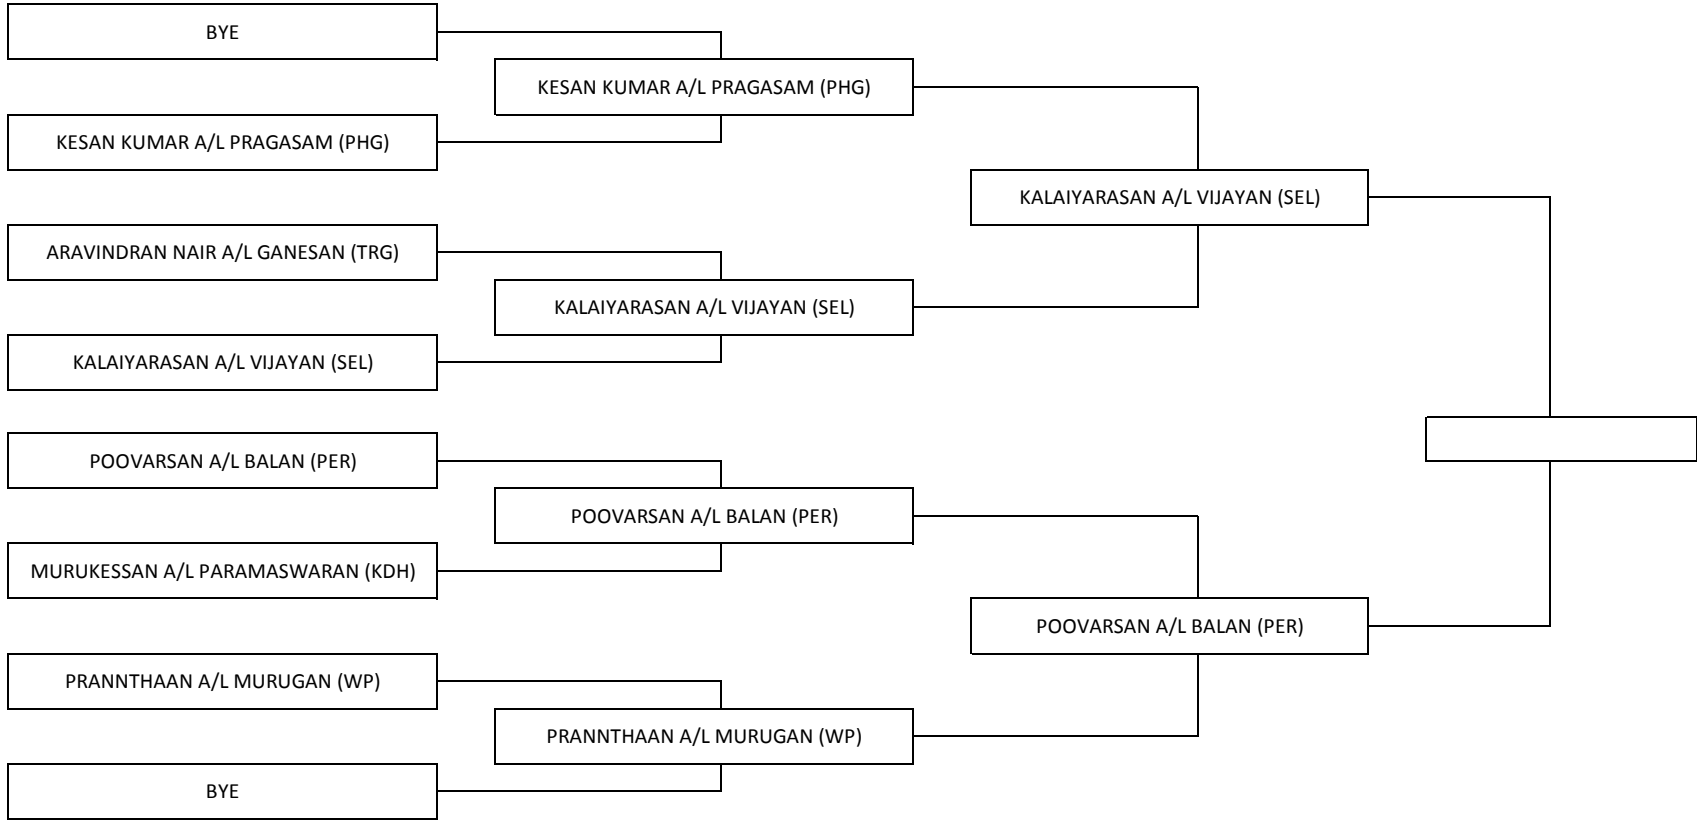 BYE
KESAN KUMAR A/L PRAGASAM (PHG)
KESAN KUMAR A/L PRAGASAM (PHG)
KALAIYARASAN A/L VIJAYAN (SEL)
ARAVINDRAN NAIR A/L GANESAN (TRG)
KALAIYARASAN A/L VIJAYAN (SEL)
KALAIYARASAN A/L VIJAYAN (SEL)
POOVARSAN A/L BALAN (PER)
POOVARSAN A/L BALAN (PER)
MURUKESSAN A/L PARAMASWARAN (KDH)
POOVARSAN A/L BALAN (PER)
PRANNTHAAN A/L MURUGAN (WP)
PRANNTHAAN A/L MURUGAN (WP)
BYE